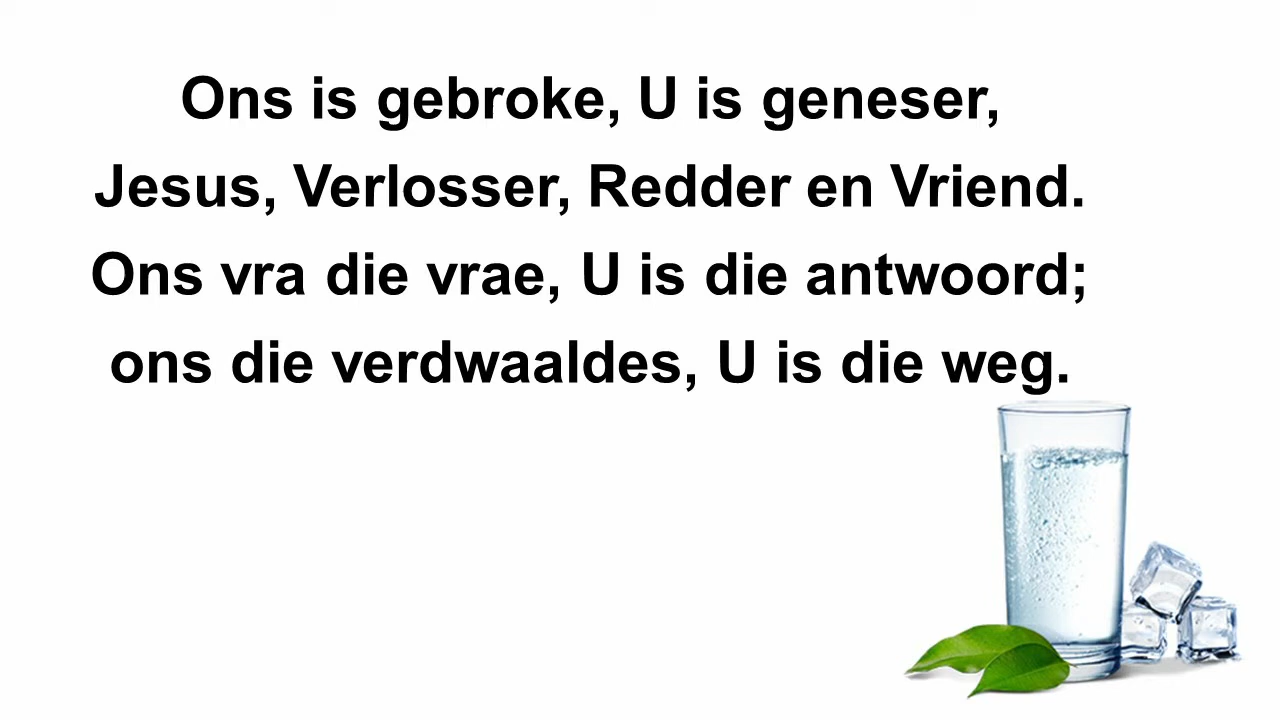 Ons is gebroke, U is geneser,
Jesus, Verlosser, Redder en Vriend.
Ons vra die vrae, U is die antwoord;
ons die verdwaaldes, U is die weg.